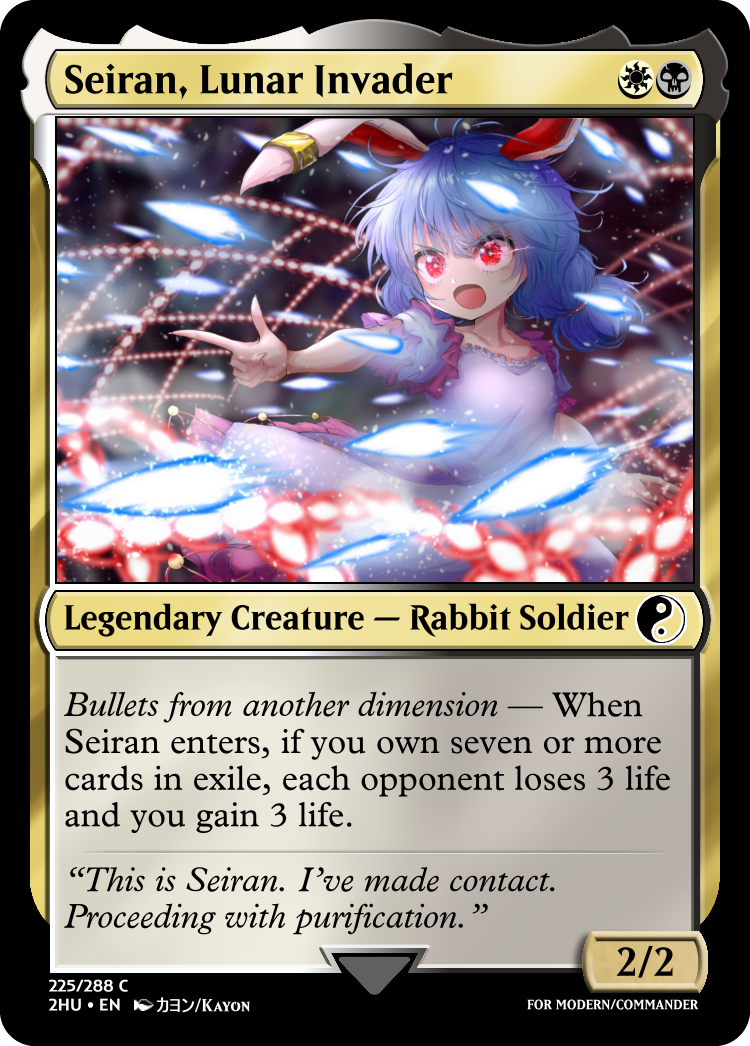 Seiran, Lunar Invader
Legendary Creature — Rabbit Soldier
Bullets from another dimension — When
Seiran enters, if you own seven or more
cards in exile, each opponent loses 3 life
and you gain 3 life.
“This is Seiran. I’ve made contact.
Proceeding with purification.”
2/2
225/288 C
2HU • EN カヨン/Kayon
FOR MODERN/COMMANDER